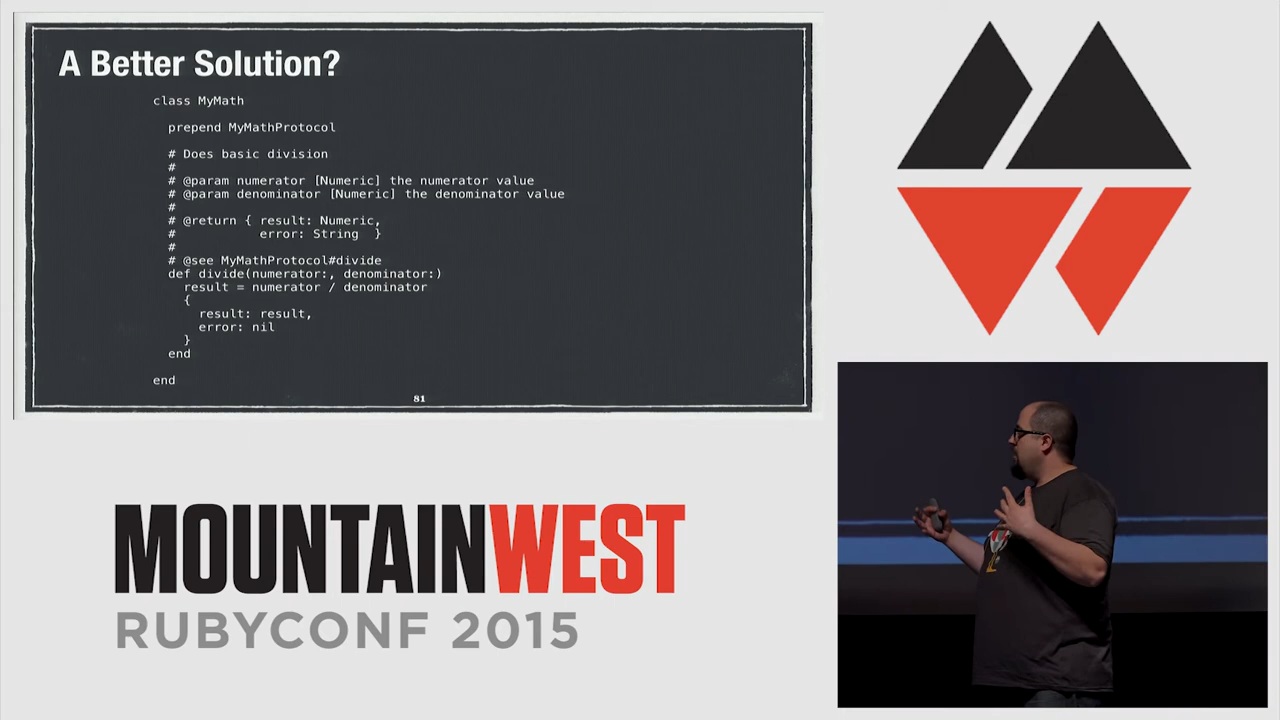 A Better Solution?
class MyMath
prepend MyMathProtocol
# Does basic division
#
# @param numerator [Numeric] the numerator value
# @param denominator [Numeric] the denominator value
#
# @return { result: Numeric,
# error: String }
#
# @see MyMathProtocol#divide
def divide(numerator:, denominator:)
result = numerator / denominator
{
result: result,
error: nil
}
end
end
81
MOUNTAINWEST
RUBYCONF 2015